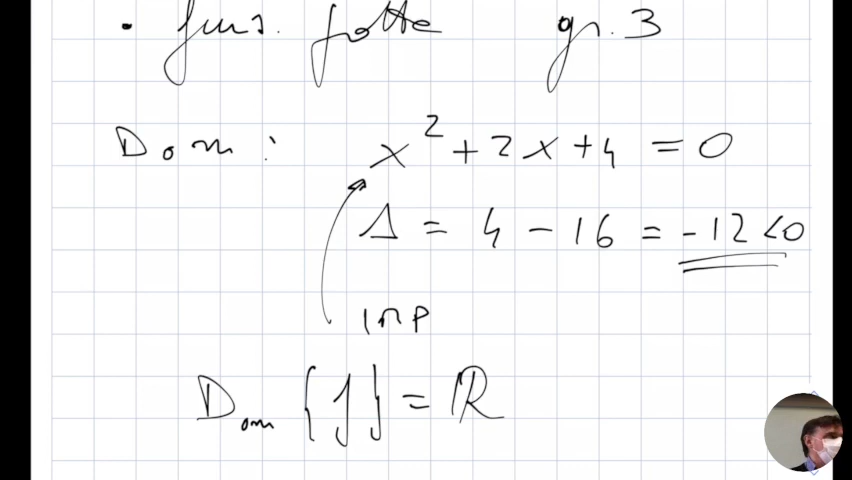 • funz. fratta gr. 3
Dom: x² + 2x + 4 = 0
Δ = 4 - 16 = -12 < 0
IMP
Dom {f} = ℝ